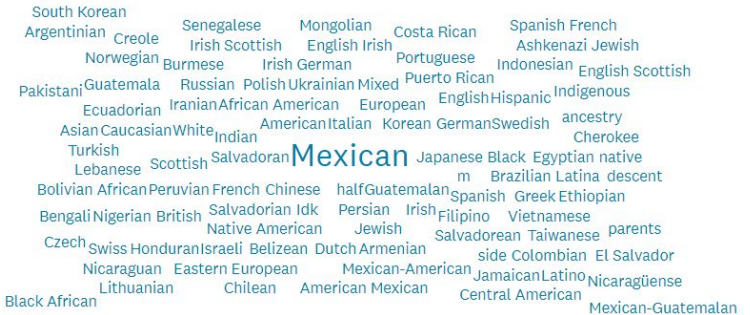 South Korean
Argentinian Creole Senegalese Mongolian Costa Rican Spanish French
Irish Scottish English Irish Ashkenazi Jewish
Norwegian Burmese Irish German Portuguese Indonesian English Scottish
Pakistani Guatemala Russian Polish Ukrainian Mixed Puerto Rican Indigenous
Ecuadorian Iranian African American European English Hispanic
Asian Caucasian White Indian American Italian Korean German Swedish ancestry
Turkish Cherokee
Lebanese Scottish Salvadoran Mexican Japanese Black Egyptian native
m Brazilian Latina descent
Bolivian African Peruvian French Chinese half Guatemalan Spanish Greek Ethiopian
Bengali Nigerian British Salvadorian Idk Persian Irish Filipino Vietnamese
Native American Jewish Salvadorean Taiwanese parents
Czech Swiss Honduran Israeli Belizean Dutch Armenian side Colombian El Salvador
Nicaraguan Eastern European Mexican-American Jamaican Latino Nicaragüense
Lithuanian Chilean American Mexican Central American
Black African Mexican-Guatemalan